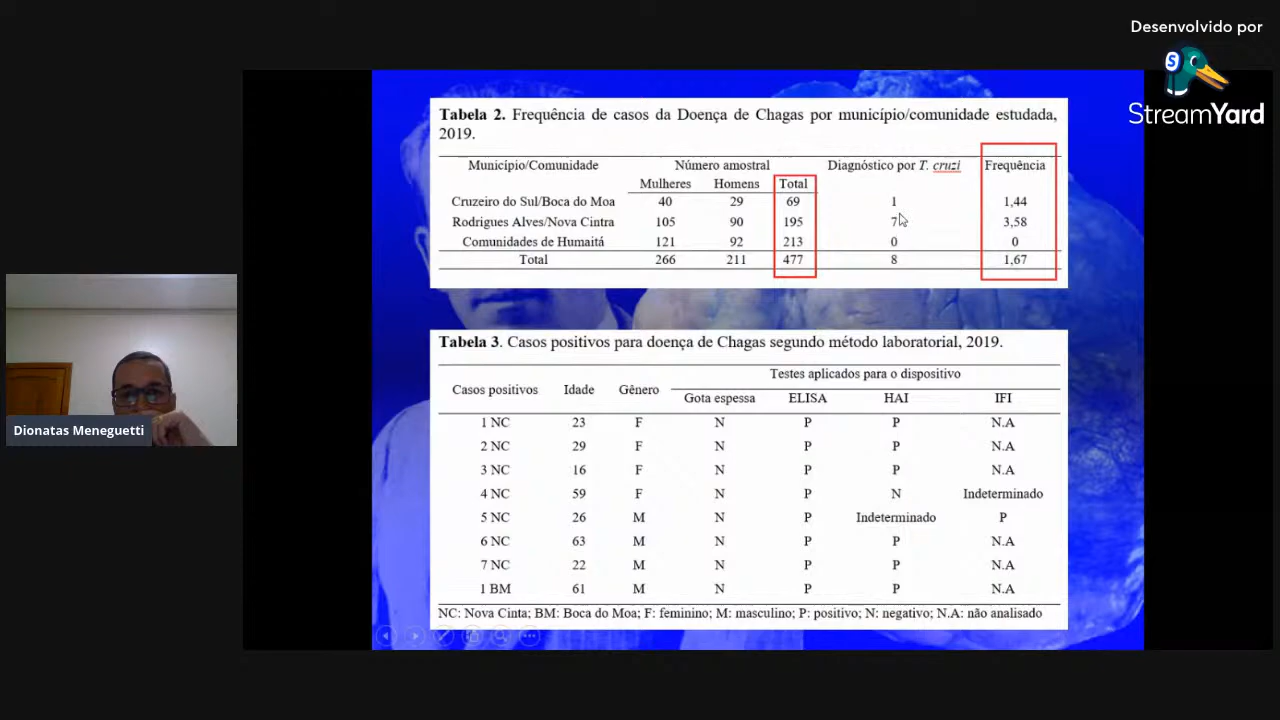 Desenvolvido por
StreamYard
Tabela 2. Frequência de casos da Doença de Chagas por município/comunidade estudada,
2019.
Município/Comunidade Número amostral Diagnóstico por T. cruzi Frequência
Mulheres Homens Total
Cruzeiro do Sul/Boca do Moa 40 29 69 1 1,44
Rodrigues Alves/Nova Cintra 105 90 195 7 3,58
Comunidades de Humaitá 121 92 213 0 0
Total 266 211 477 8 1,67
Dionatas Meneguetti
Tabela 3. Casos positivos para doença de Chagas segundo método laboratorial, 2019.
Casos positivos Idade Gênero Testes aplicados para o dispositivo
Gota espessa ELISA HAI IFI
1 NC 23 F N P P N.A
2 NC 29 F N P P N.A
3 NC 16 F N P P N.A
4 NC 59 F N P N Indeterminado
5 NC 26 M N P Indeterminado P
6 NC 63 M N P P N.A
7 NC 22 M N P P N.A
1 BM 61 M N P P N.A
NC: Nova Cinta; BM: Boca do Moa; F: feminino; M: masculino; P: positivo; N: negativo; N.A: não analisado